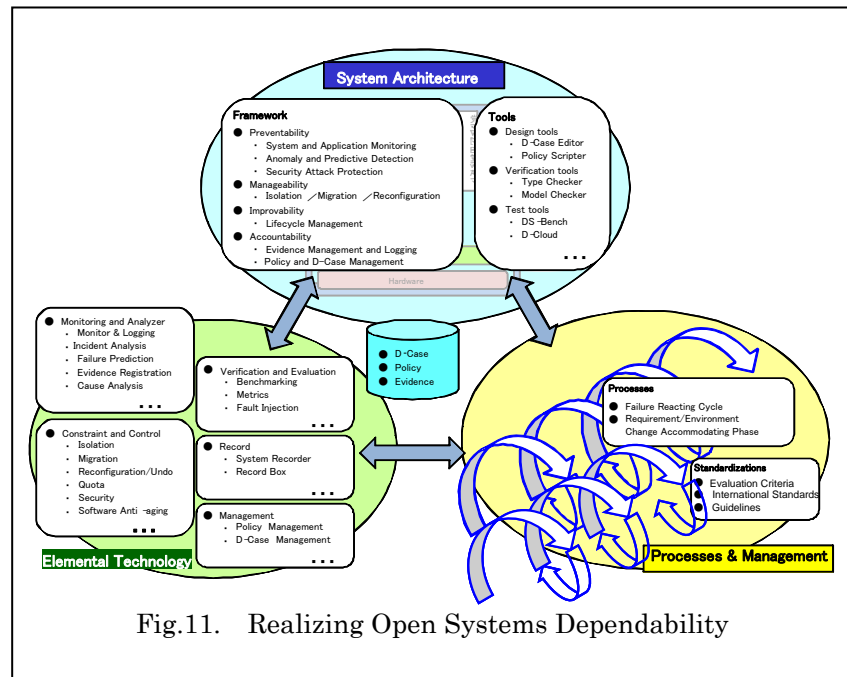 System Architecture
Framework
● Preventability
・ System and Application Monitoring
・ Anomaly and Predictive Detection
・ Security Attack Protection
● Manageability
・ Isolation ／Migration ／Reconfiguration
● Improvability
・ Lifecycle Management
● Accountability
・ Evidence Management and Logging
・ Policy and D-Case Management
Tools
● Design tools
・ D-Case Editor
・ Policy Scripter
● Verification tools
・ Type Checker
・ Model Checker
● Test tools
・ DS-Bench
・ D-Cloud
...
Hardware
● Monitoring and Analyzer
・ Monitor & Logging
・ Incident Analysis
・ Failure Prediction
・ Evidence Registration
・ Cause Analysis
...
● Verification and Evaluation
・ Benchmarking
・ Metrics
・ Fault Injection
...
● D-Case
● Policy
● Evidence
● Constraint and Control
・ Isolation
・ Migration
・ Reconfiguration/Undo
・ Quota
・ Security
・ Software Anti -aging
...
● Record
・ System Recorder
・ Record Box
...
● Management
・ Policy Management
・ D-Case Management
...
Elemental Technology
Processes
● Failure Reacting Cycle
● Requirement/Environment
Change Accommodating Phase
Standardizations
● Evaluation Criteria
● International Standards
● Guidelines
Processes & Management
Fig.11. Realizing Open Systems Dependability